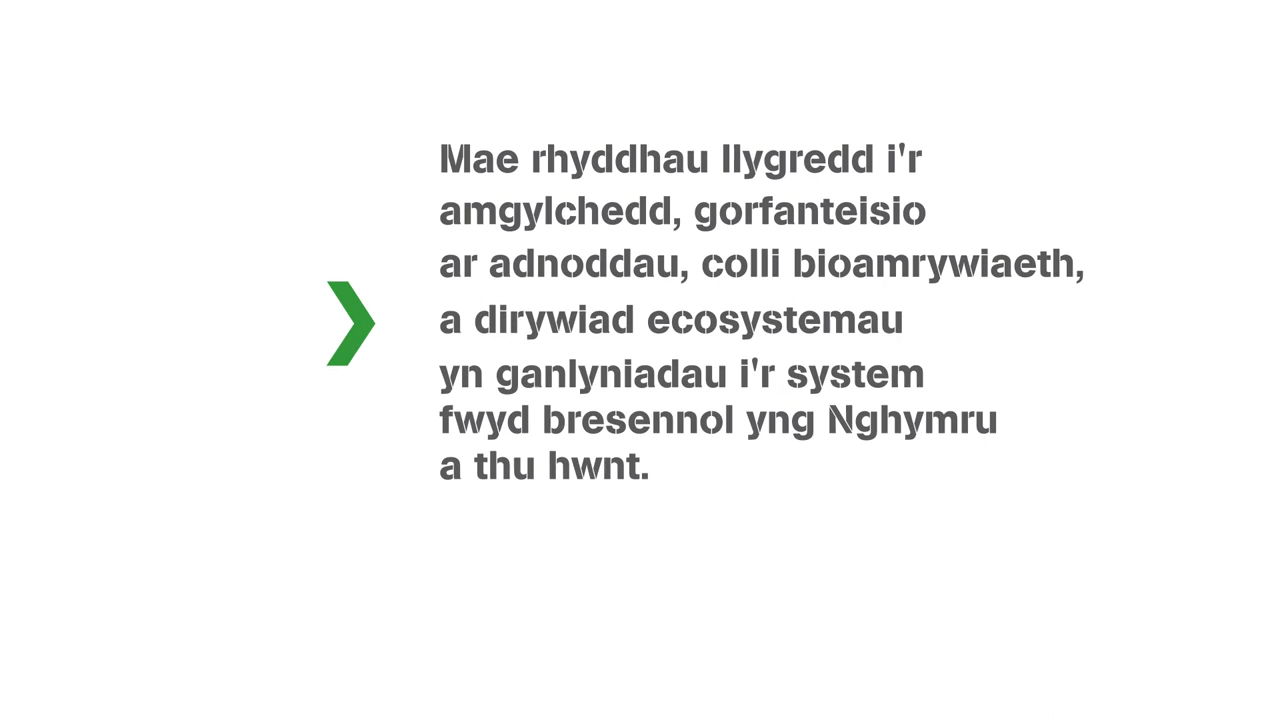 Mae rhyddhau llygredd i'r
amgylchedd, gorfanteisio
ar adnoddau, colli bioamrywiaeth,
a dirywiad ecosystemau
yn ganlyniadau i'r system
fwyd bresennol yng Nghymru
a thu hwnt.